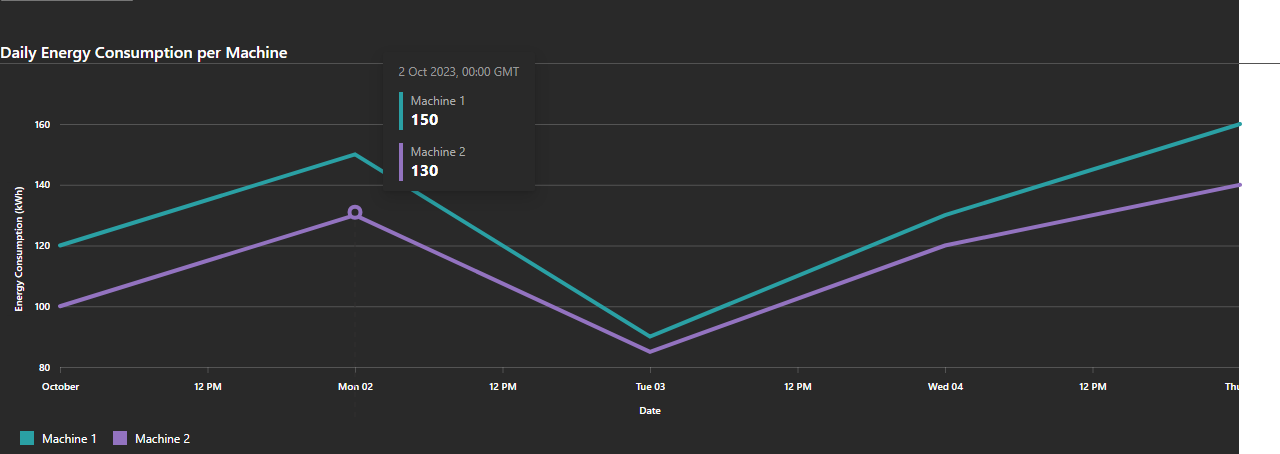 Daily Energy Consumption per Machine
2 Oct 2023, 00:00 GMT
Machine 1
150
Machine 2
130
160
140
120
100
80
Energy Consumption (kWh)
October 12 PM Mon 02 12 PM Tue 03 12 PM Wed 04 12 PM Thu
Date
Machine 1 Machine 2